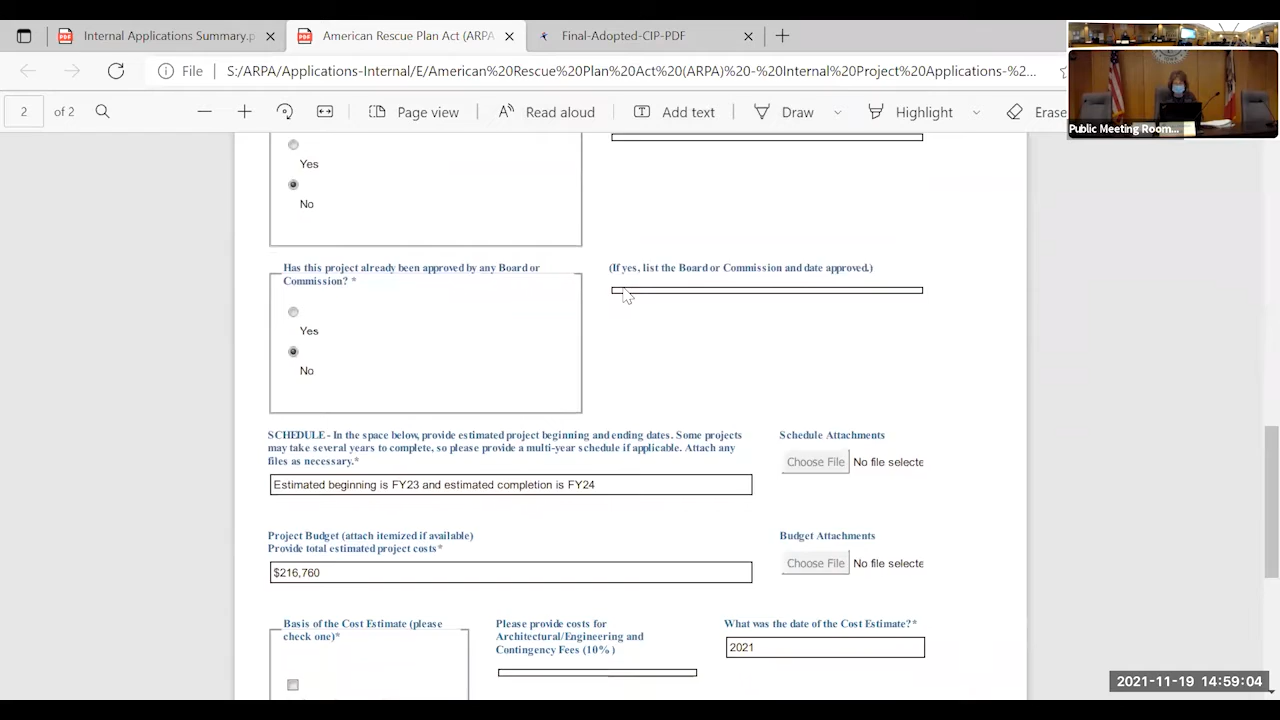 Internal Applications Summary.p
American Rescue Plan Act (ARPA
Final-Adopted-CIP-PDF
File
S:/ARPA/Applications-Internal/E/American%20Rescue%20Plan%20Act%20(ARPA)%20-%20Internal%20Project%20Applications-%...
2 of 2
Page view
Read aloud
Add text
Draw
Highlight
Erase
Public Meeting Room...
Yes
No
Has this project already been approved by any Board or
Commission? *
(If yes, list the Board or Commission and date approved.)
Yes
No
SCHEDULE - In the space below, provide estimated project beginning and ending dates. Some projects
may take several years to complete, so please provide a multi-year schedule if applicable. Attach any
files as necessary.*
Schedule Attachments
Choose File No file selecte
Estimated beginning is FY23 and estimated completion is FY24
Project Budget (attach itemized if available)
Provide total estimated project costs*
Budget Attachments
Choose File No file selecte
$216,760
Basis of the Cost Estimate (please
check one)*
Please provide costs for
Architectural/Engineering and
Contingency Fees (10%)
What was the date of the Cost Estimate?*
2021
2021-11-19 14:59:04